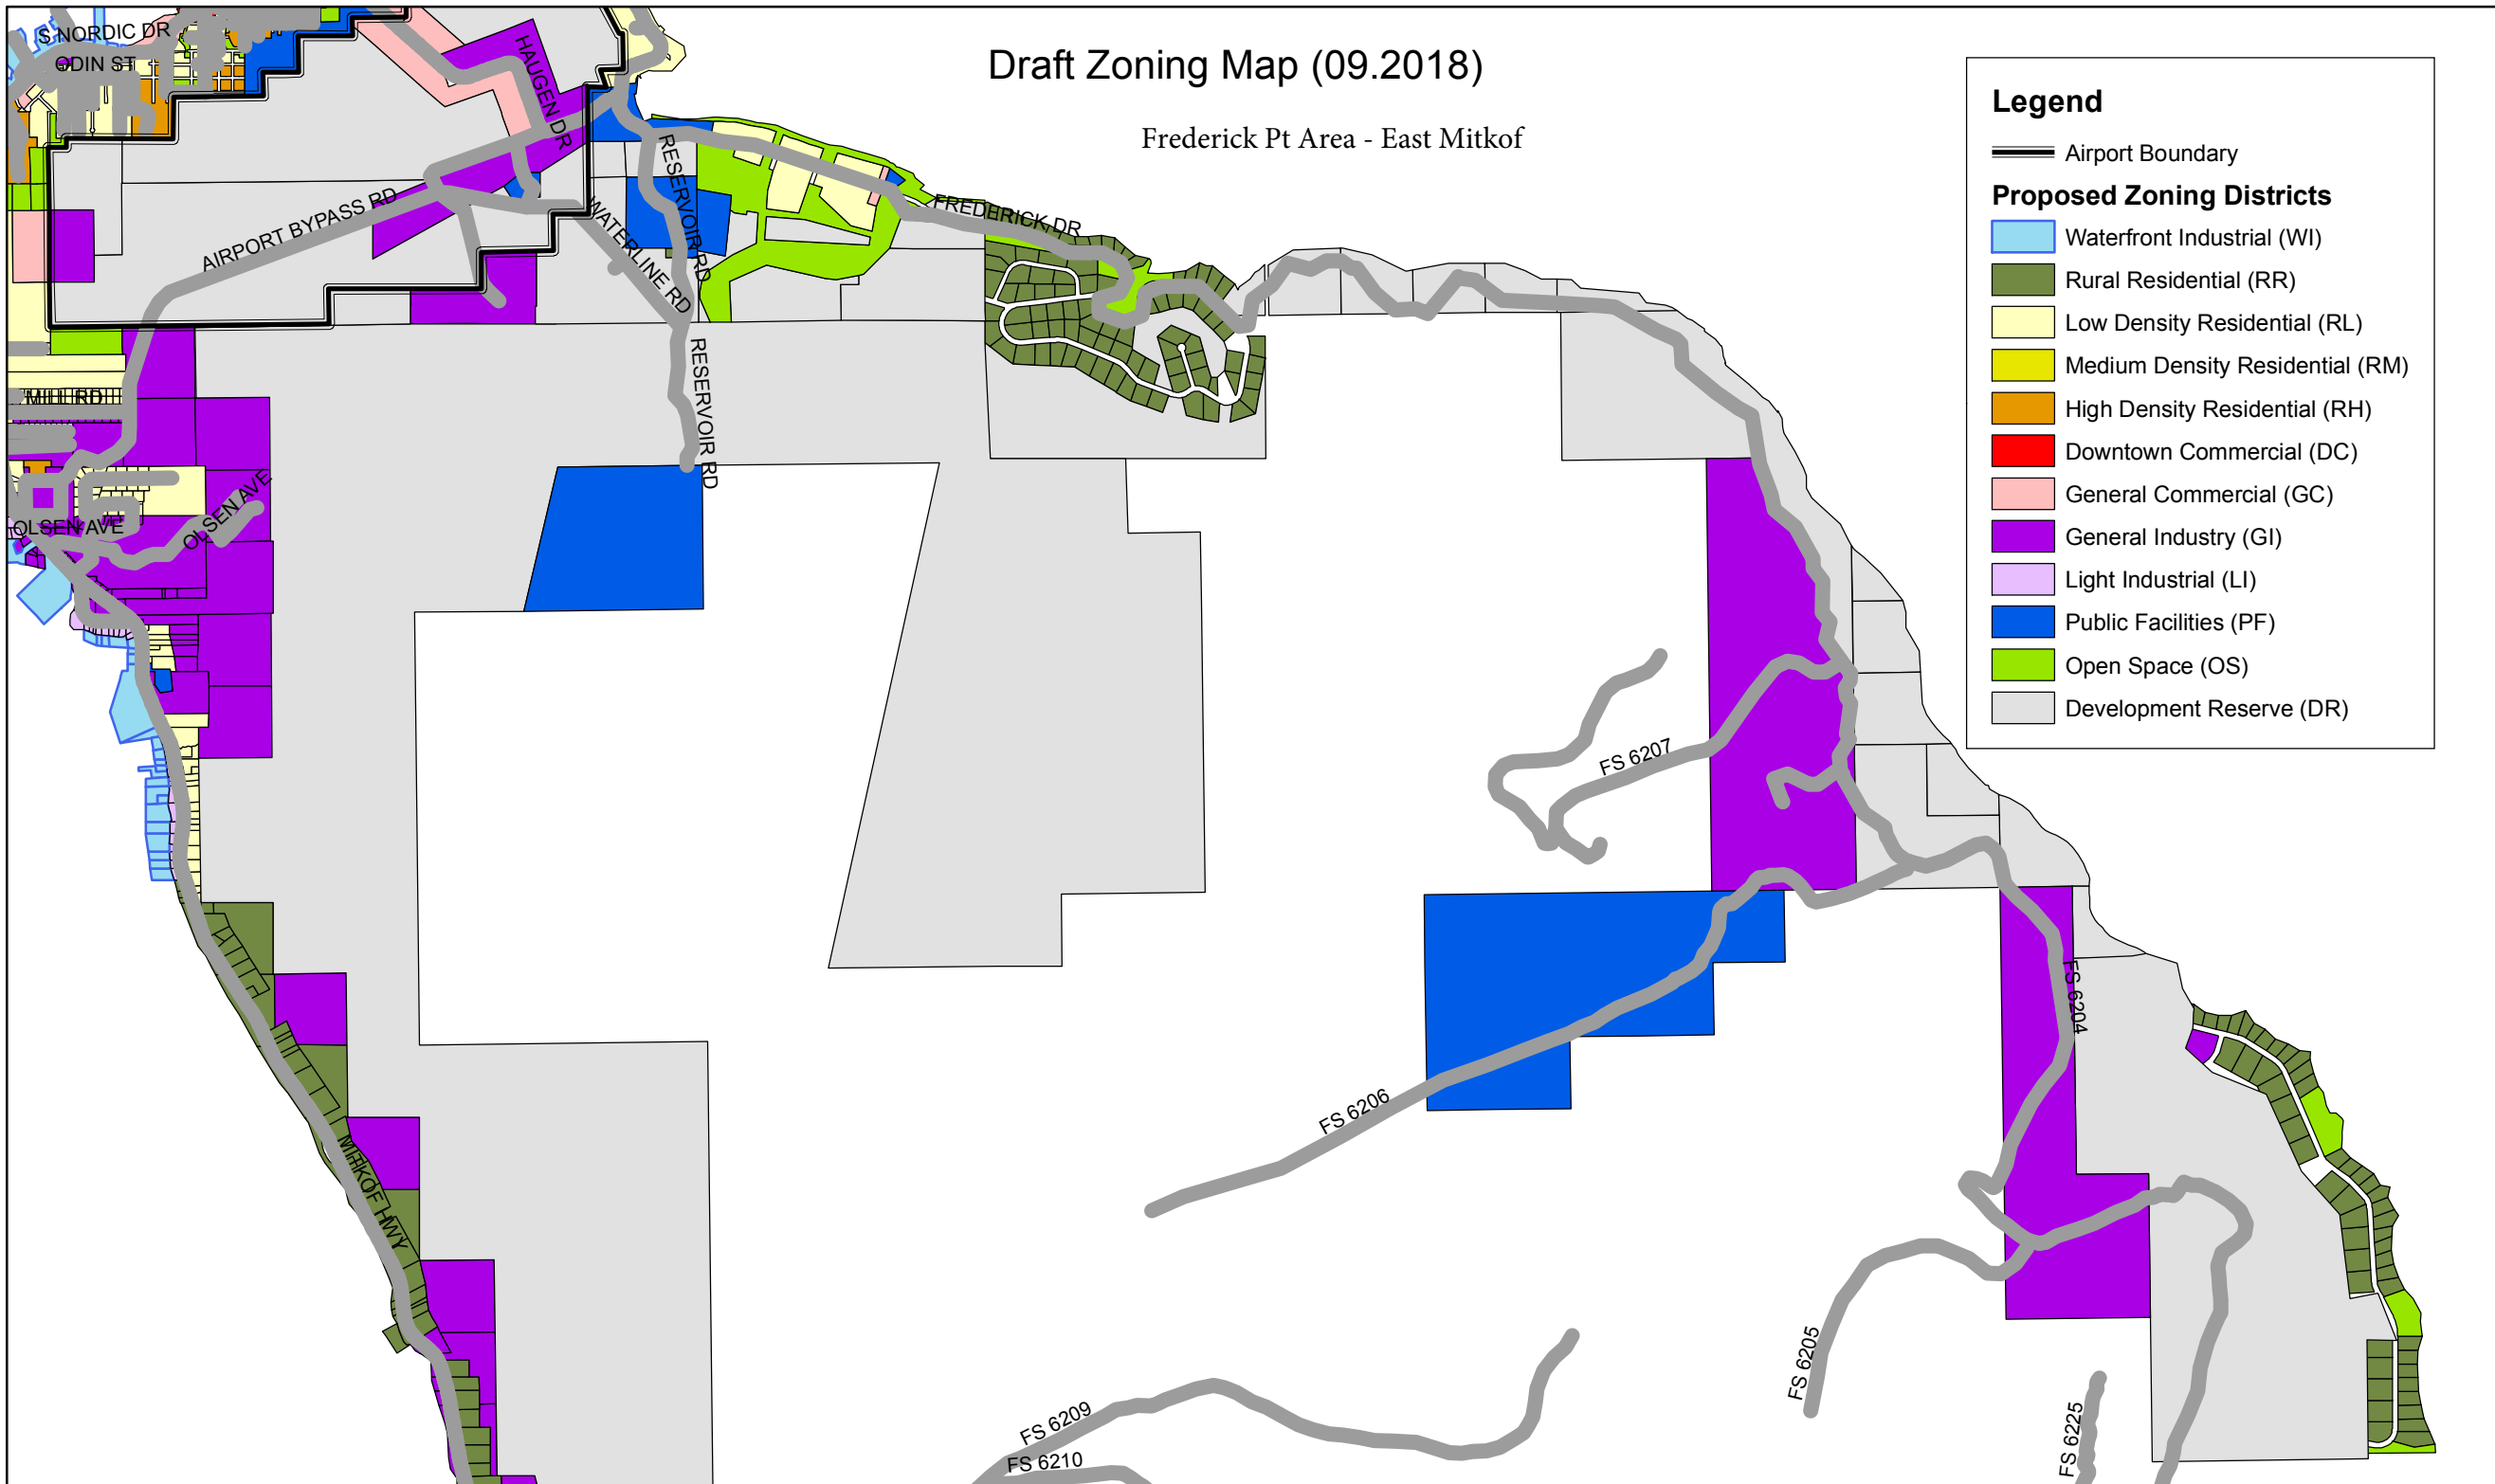 Draft Zoning Map (09.2018)
Frederick Pt Area - East Mitkof
Legend
Airport Boundary
Proposed Zoning Districts
Waterfront Industrial (WI)
Rural Residential (RR)
Low Density Residential (RL)
Medium Density Residential (RM)
High Density Residential (RH)
Downtown Commercial (DC)
General Commercial (GC)
General Industry (GI)
Light Industrial (LI)
Public Facilities (PF)
Open Space (OS)
Development Reserve (DR)
S NORDIC DR
ODIN ST
HAUGEN DR
AIRPORT BYPASS RD
WATERLINE RD
RESERVOIR RD
FREDERICK DR
RESERVOIR RD
MILL RD
OLSEN AVE
OLSEN AVE
MITKOF HWY
FS 6207
FS 6204
FS 6206
FS 6205
FS 6209
FS 6210
FS 6225